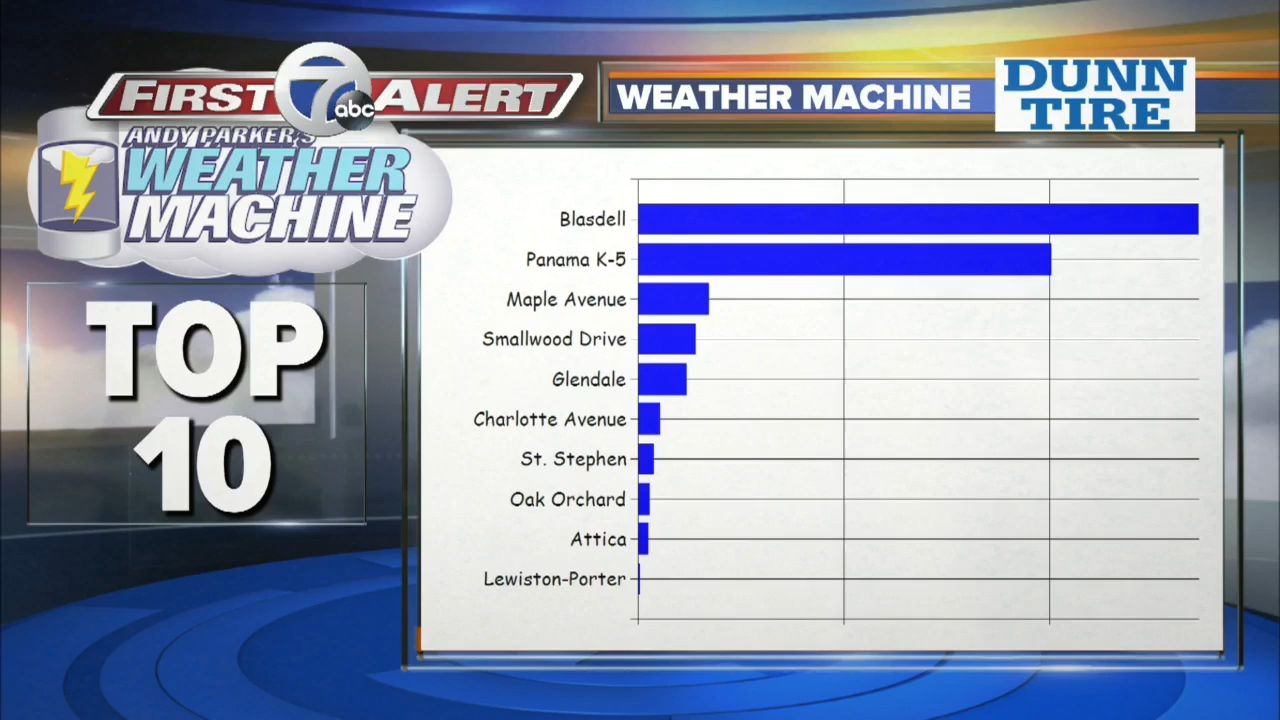 FIRST 7 abc ALERT
ANDY PARKER'S
WEATHER
MACHINE
WEATHER MACHINE
DUNN
TIRE
TOP
10
Blasdell
Panama K-5
Maple Avenue
Smallwood Drive
Glendale
Charlotte Avenue
St. Stephen
Oak Orchard
Attica
Lewiston-Porter